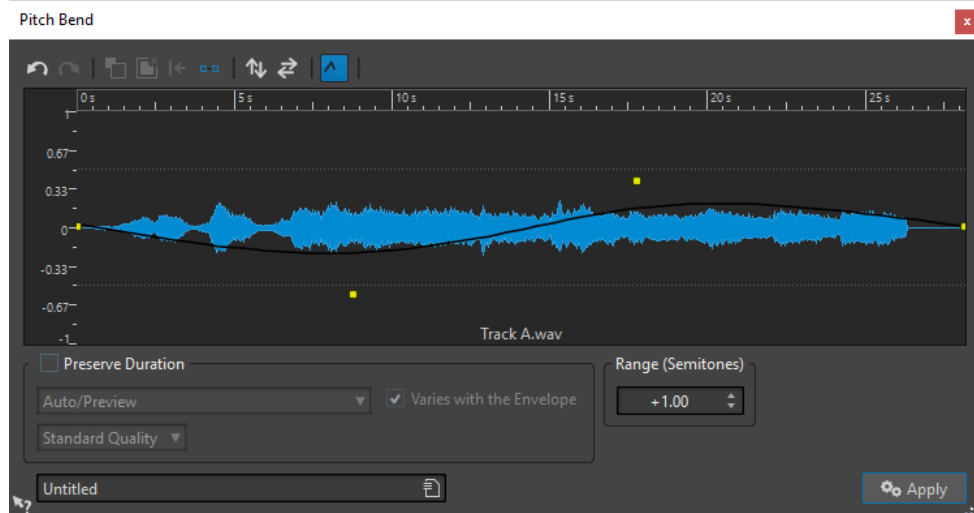 Pitch Bend
x
0 s 5 s 10 s 15 s 20 s 25 s
1
0.67
0.33
0
-0.33
-0.67
-1
Track A.wav
Preserve Duration
Range (Semitones)
Auto/Preview
Varies with the Envelope
+1.00
Standard Quality
Untitled
Apply
?